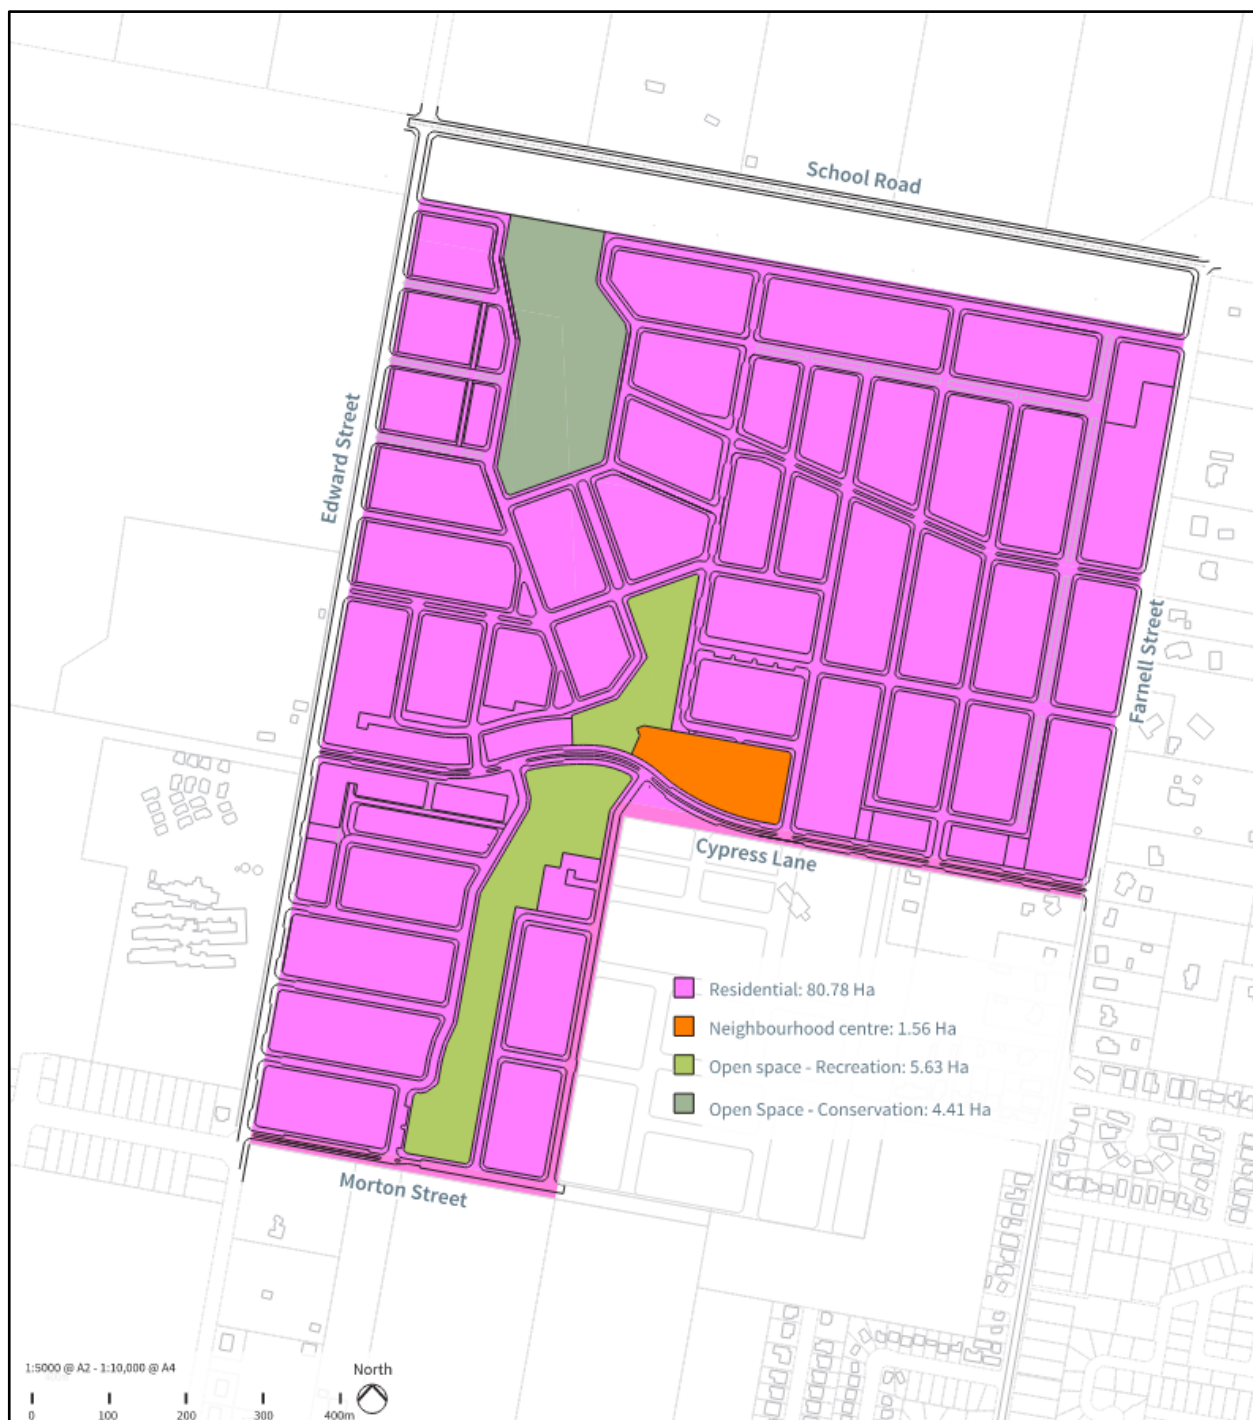 School Road
Edward Street
Farnell Street
Cypress Lane
Residential: 80.78 Ha
Neighbourhood centre: 1.56 Ha
Open space - Recreation: 5.63 Ha
Open Space - Conservation: 4.41 Ha
Morton Street
1:5000 @ A2 - 1:10,000 @ A4
North
0 100 200 300 400m